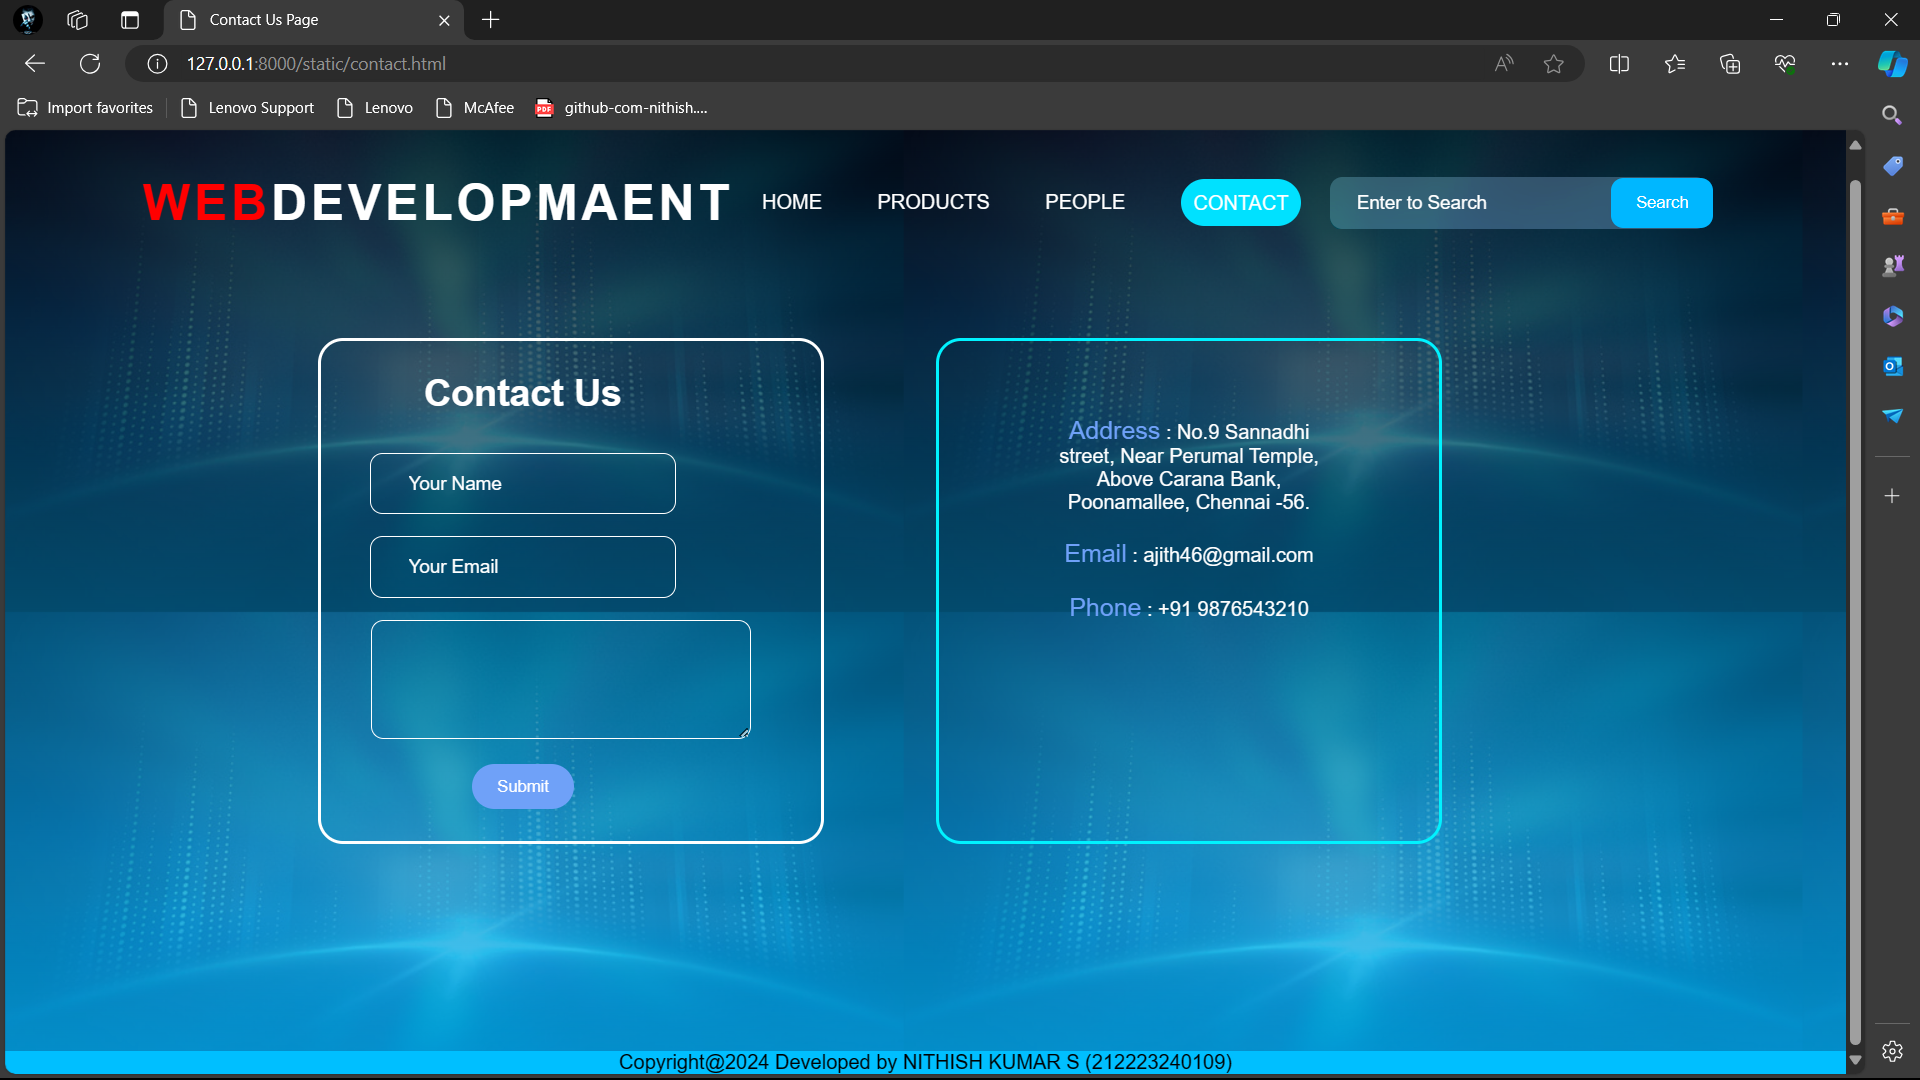 Contact Us Page
127.0.0.1:8000/static/contact.html
Import favorites
Lenovo Support
Lenovo
McAfee
PDF
github-com-nithish....
WEBDEVELOPMAENT
HOME
PRODUCTS
PEOPLE
CONTACT
Enter to Search
Search
Contact Us
Your Name
Your Email
Submit
Address : No.9 Sannadhi
street, Near Perumal Temple,
Above Carana Bank,
Poonamallee, Chennai -56.
Email : ajith46@gmail.com
Phone : +91 9876543210
Copyright@2024 Developed by NITHISH KUMAR S (212223240109)